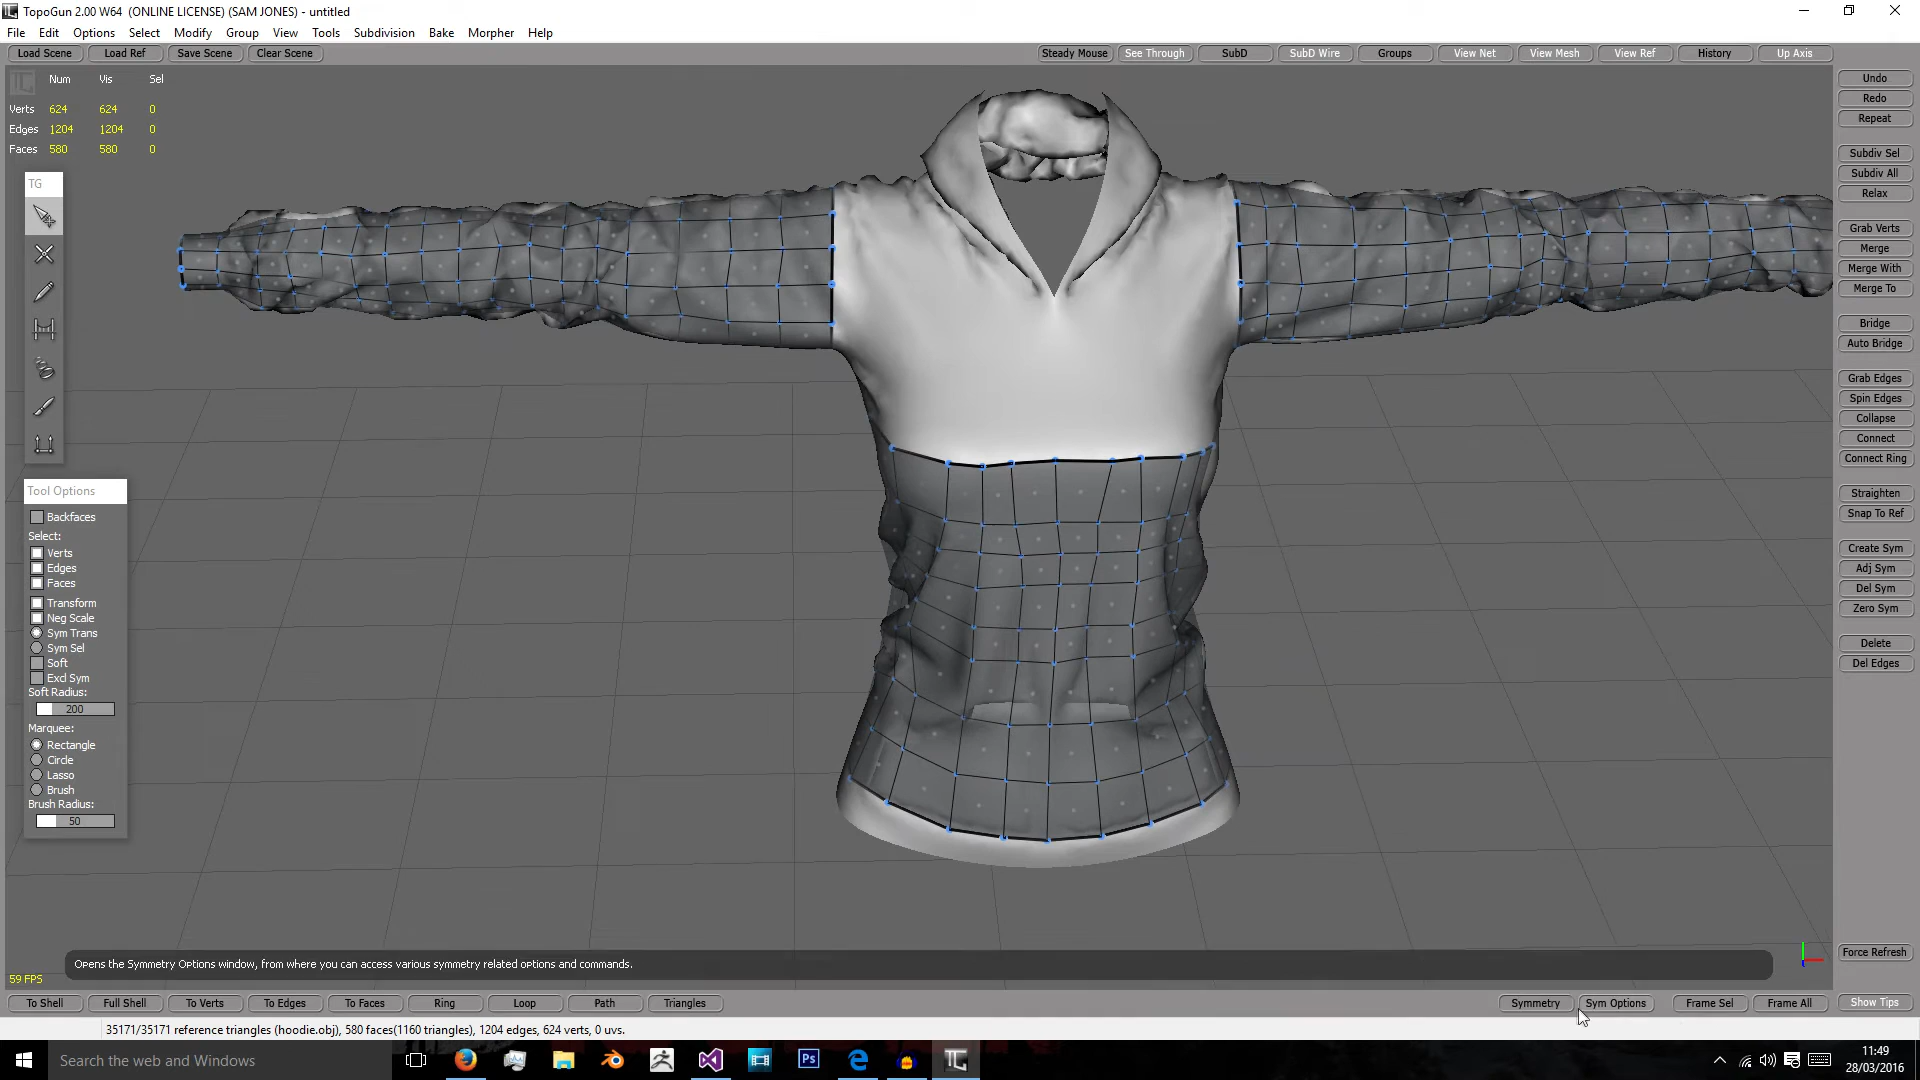 TopoGun 2.00 W64 (ONLINE LICENSE) (SAM JONES) - untitled
File Edit Options Select Modify Group View Tools Subdivision Bake Morpher Help
Load Scene Load Ref Save Scene Clear Scene Steady Mouse See Through SubD SubD Wire Groups View Net View Mesh View Ref History Up Axis
Num Vis Sel
Verts 624 624 0
Edges 1204 1204 0
Faces 580 580 0
TG
Tool Options
Backfaces
Select:
Verts
Edges
Faces
Transform
Neg Scale
Sym Trans
Sym Sel
Soft
Excl Sym
Soft Radius:
200
Marquee:
Rectangle
Circle
Lasso
Brush
Brush Radius:
50
Undo
Redo
Repeat
Subdiv Sel
Subdiv All
Relax
Grab Verts
Merge
Merge With
Merge To
Bridge
Auto Bridge
Grab Edges
Spin Edges
Collapse
Connect
Connect Ring
Straighten
Snap To Ref
Create Sym
Adj Sym
Del Sym
Zero Sym
Delete
Del Edges
Force Refresh
Opens the Symmetry Options window, from where you can access various symmetry related options and commands.
59 FPS
To Shell Full Shell To Verts To Edges To Faces Ring Loop Path Triangles Symmetry Sym Options Frame Sel Frame All Show Tips
35171/35171 reference triangles (hoodie.obj), 580 faces(1160 triangles), 1204 edges, 624 verts, 0 uvs.
Search the web and Windows
Ps
11:49
28/03/2016